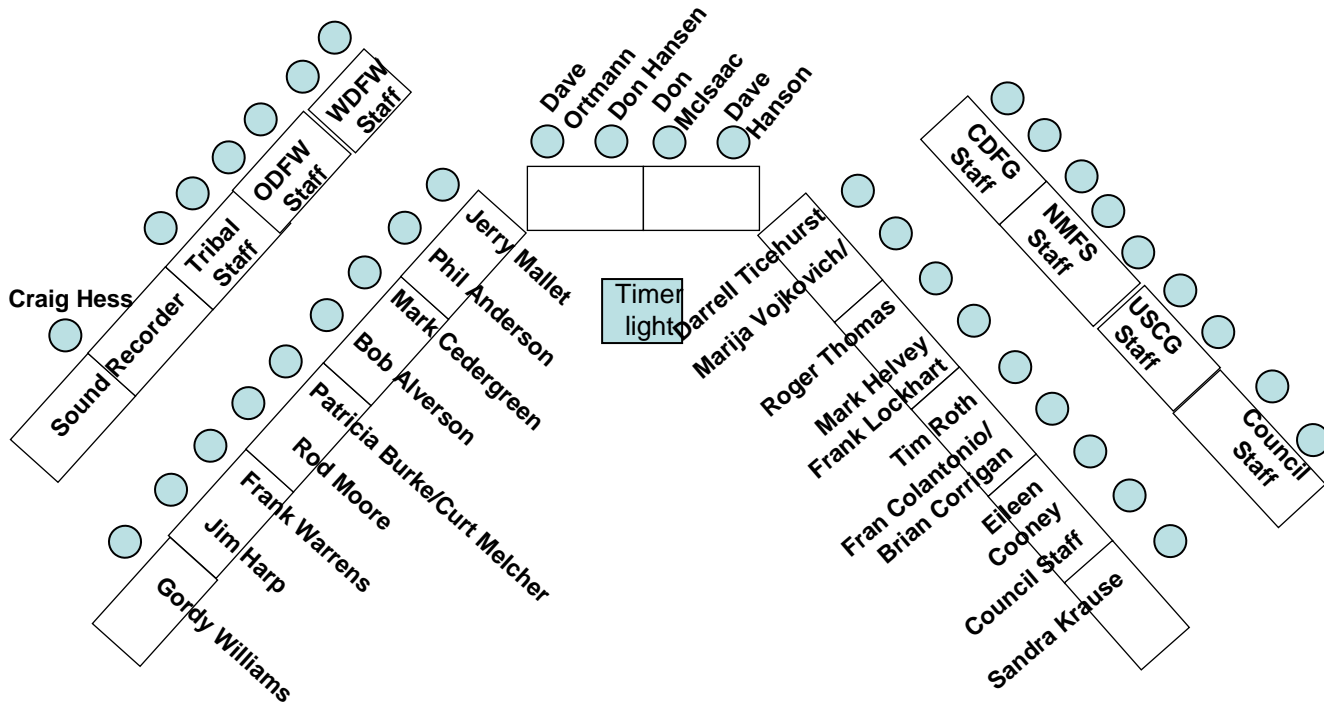 WDFW
Staff
ODFW
Staff
Tribal
Staff
Sound Recorder
Craig Hess
Dave
Ortmann
Don Hansen
Don
McIsaac
Dave
Hanson
CDFG
Staff
NMFS
Staff
USCG
Staff
Council
Staff
Jerry Mallet
Phil Anderson
Mark Cedergreen
Bob Alverson
Patricia Burke/Curt Melcher
Rod Moore
Frank Warrens
Jim Harp
Gordy Williams
Timer
light
Darrell Ticehurst
Marija Vojkovich/
Roger Thomas
Mark Helvey
Frank Lockhart
Tim Roth
Fran Colantonio/
Brian Corrigan
Eileen
Cooney
Council Staff
Sandra Krause